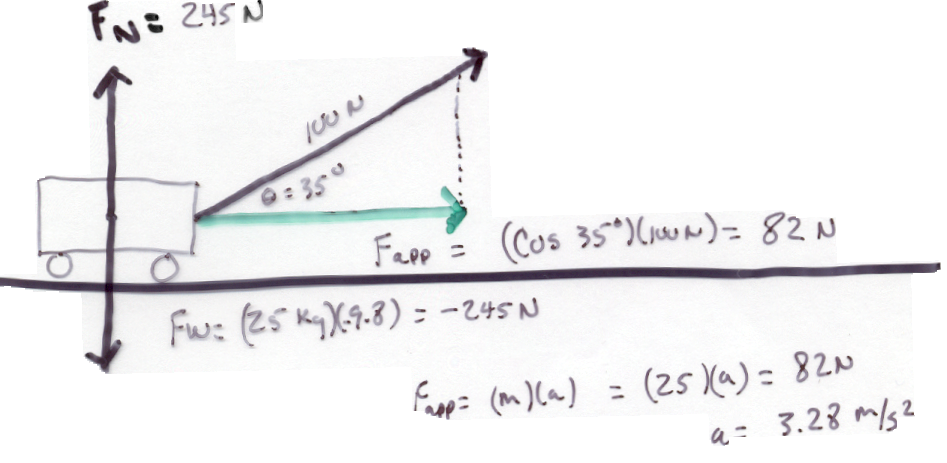 FN = 245 N
100 N
θ = 35°
Fapp = (Cos 35°)(100N) = 82 N
Fw = (25 kg)(-9.8) = -245 N
Fapp = (m)(a) = (25)(a) = 82N
a = 3.28 m/s²